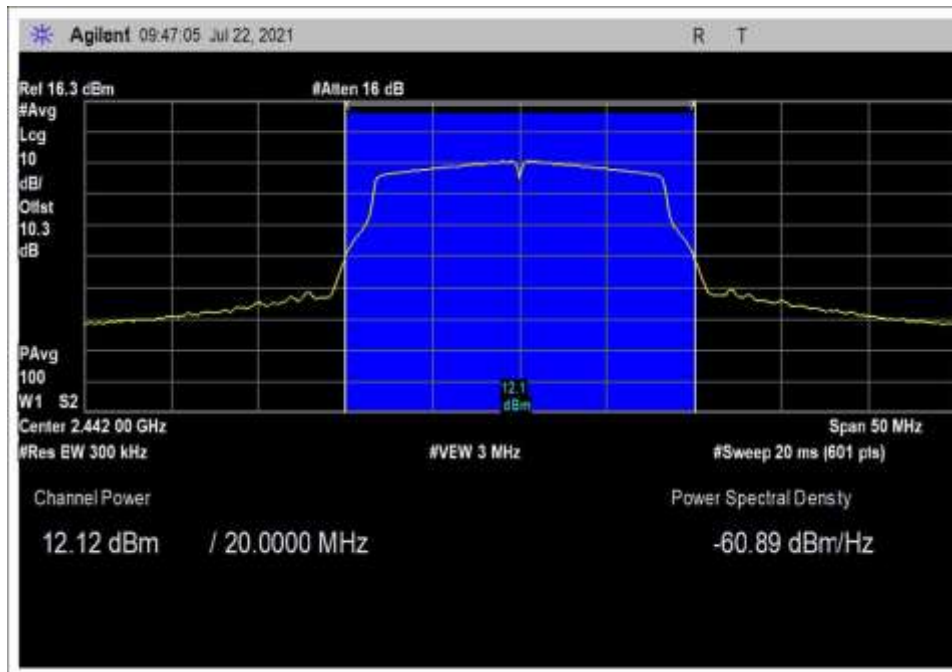 Agilent 09:47:05 Jul 22, 2021 R T
Ref 16.3 dBm #Atten 16 dB
#Avg
Log
10
dB/
Offst
10.3
dB
PAvg
100
W1 S2
12.1
dBm
Center 2.442 00 GHz Span 50 MHz
#Res BW 300 kHz #VBW 3 MHz #Sweep 20 ms (601 pts)
Channel Power Power Spectral Density
12.12 dBm / 20.0000 MHz -60.89 dBm/Hz